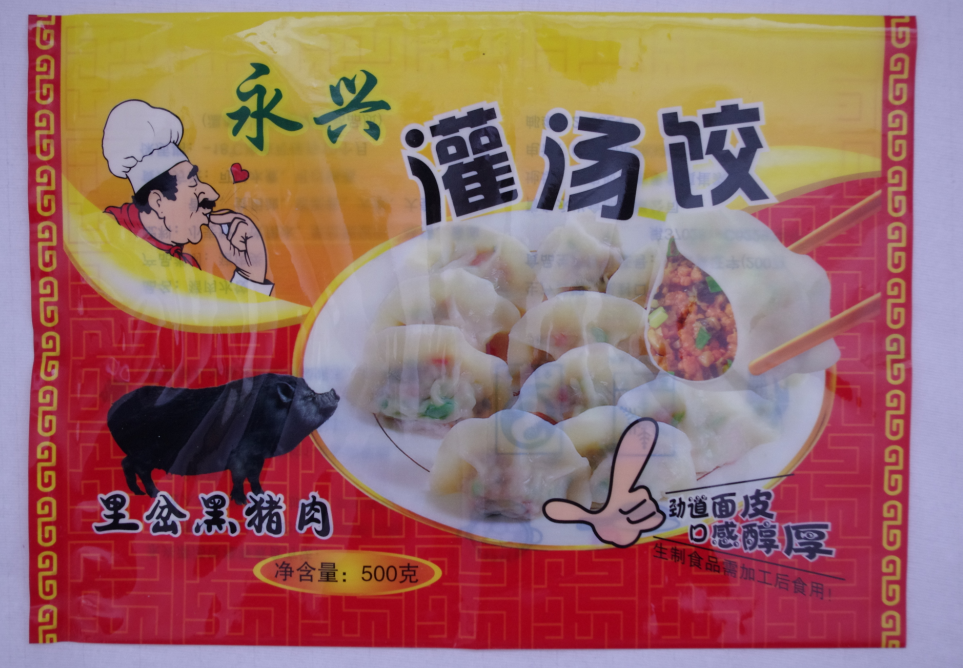 永兴
灌汤饺
里岔黑猪肉
净含量：500克
劲道面皮
口感醇厚
生制食品需加工后食用！